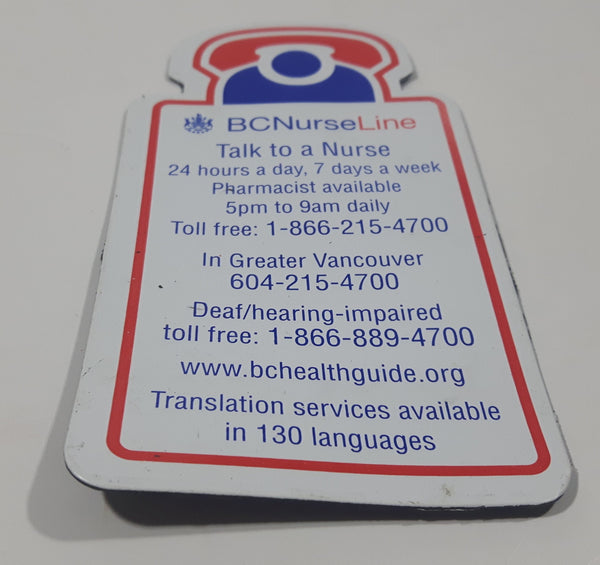 BCNurseLine
Talk to a Nurse
24 hours a day, 7 days a week
Pharmacist available
5pm to 9am daily
Toll free: 1-866-215-4700
In Greater Vancouver
604-215-4700
Deaf/hearing-impaired
toll free: 1-866-889-4700
www.bchealthguide.org
Translation services available
in 130 languages